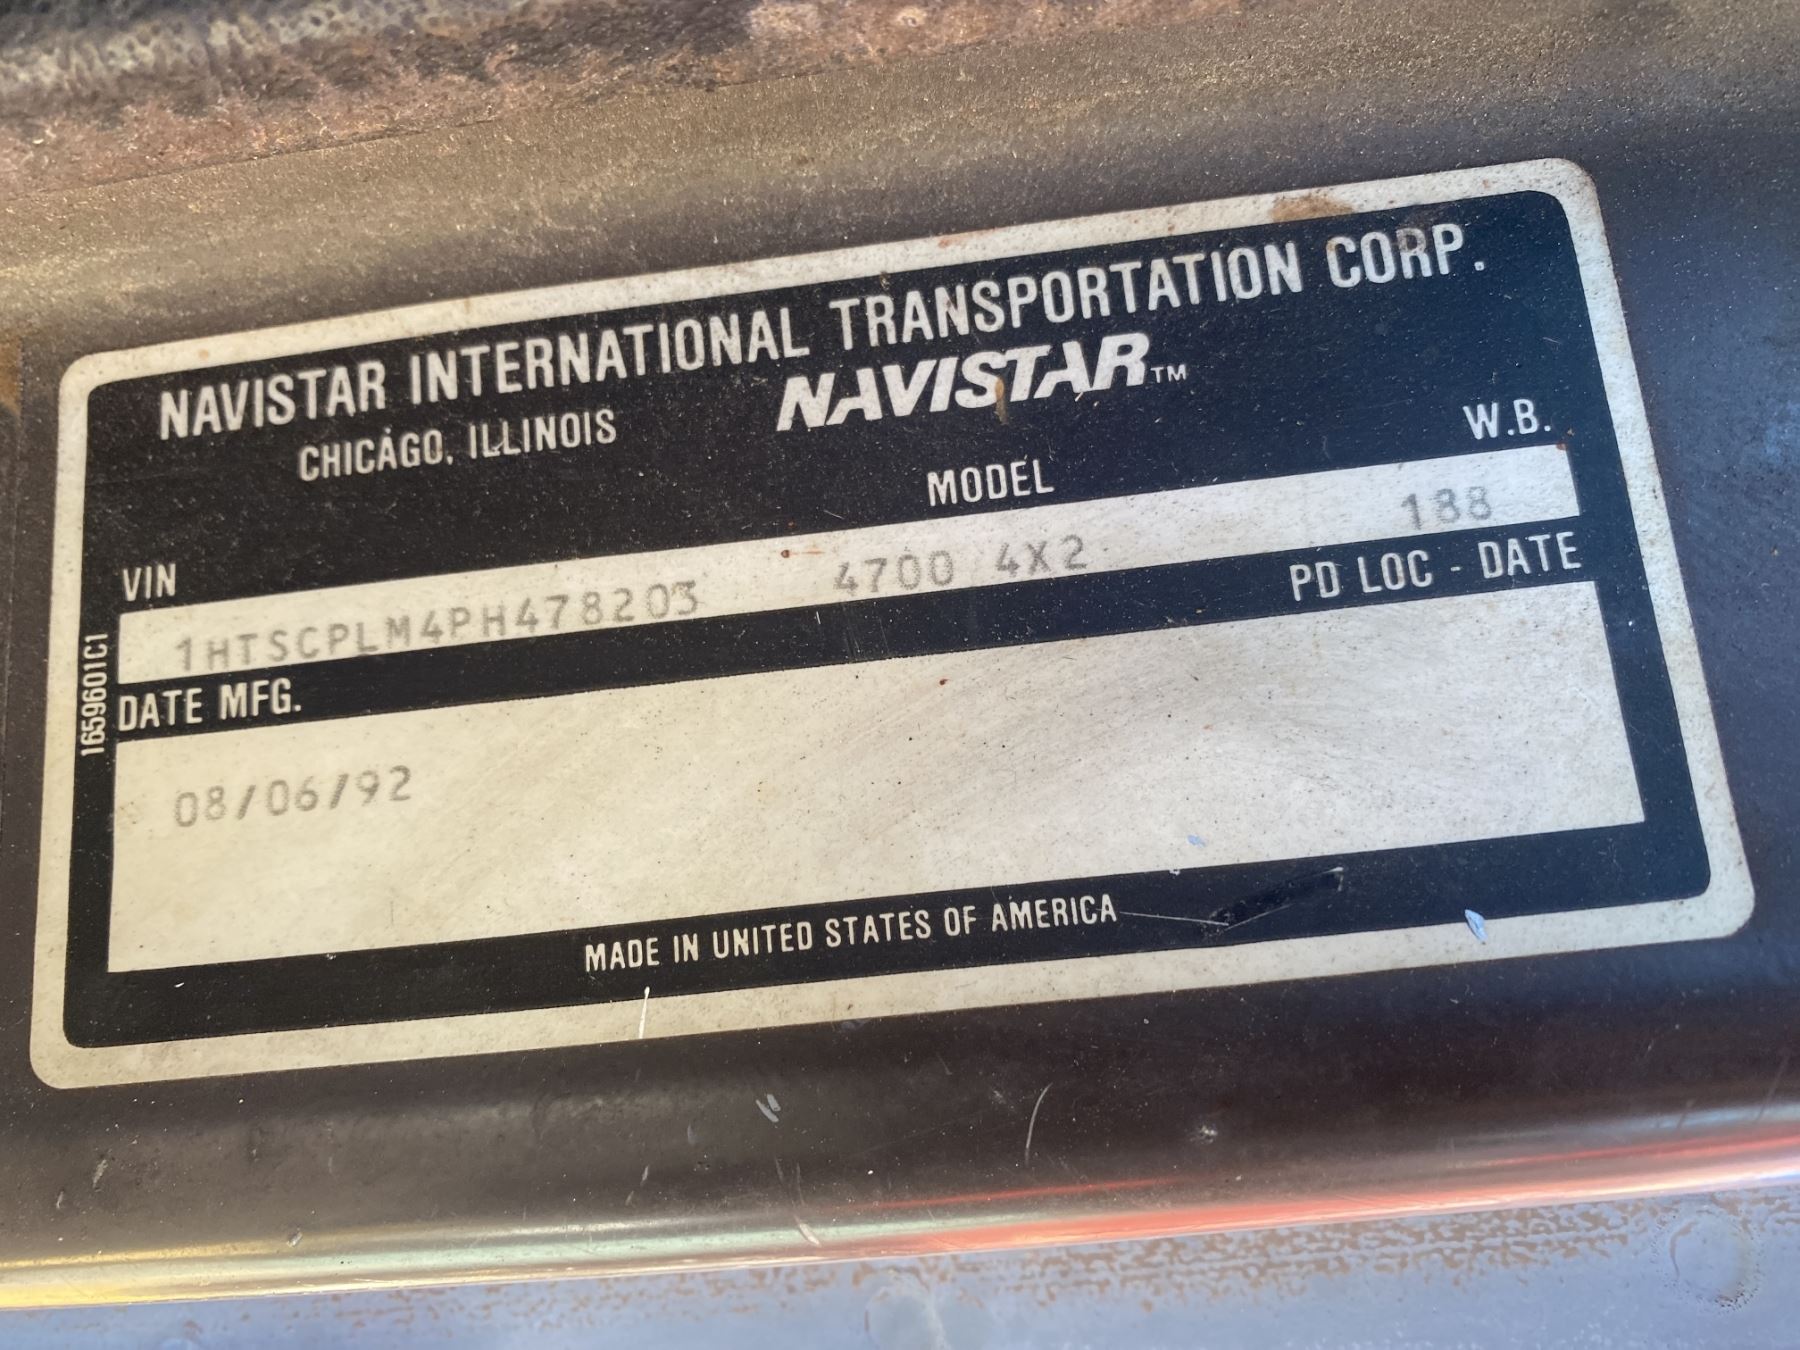 NAVISTAR INTERNATIONAL TRANSPORTATION CORP.
CHICAGO, ILLINOIS NAVISTAR™
VIN MODEL W.B.
1HTSCPLM4PH478203 4700 4X2 188
DATE MFG. PD LOC - DATE
08/06/92
MADE IN UNITED STATES OF AMERICA
1659601C1